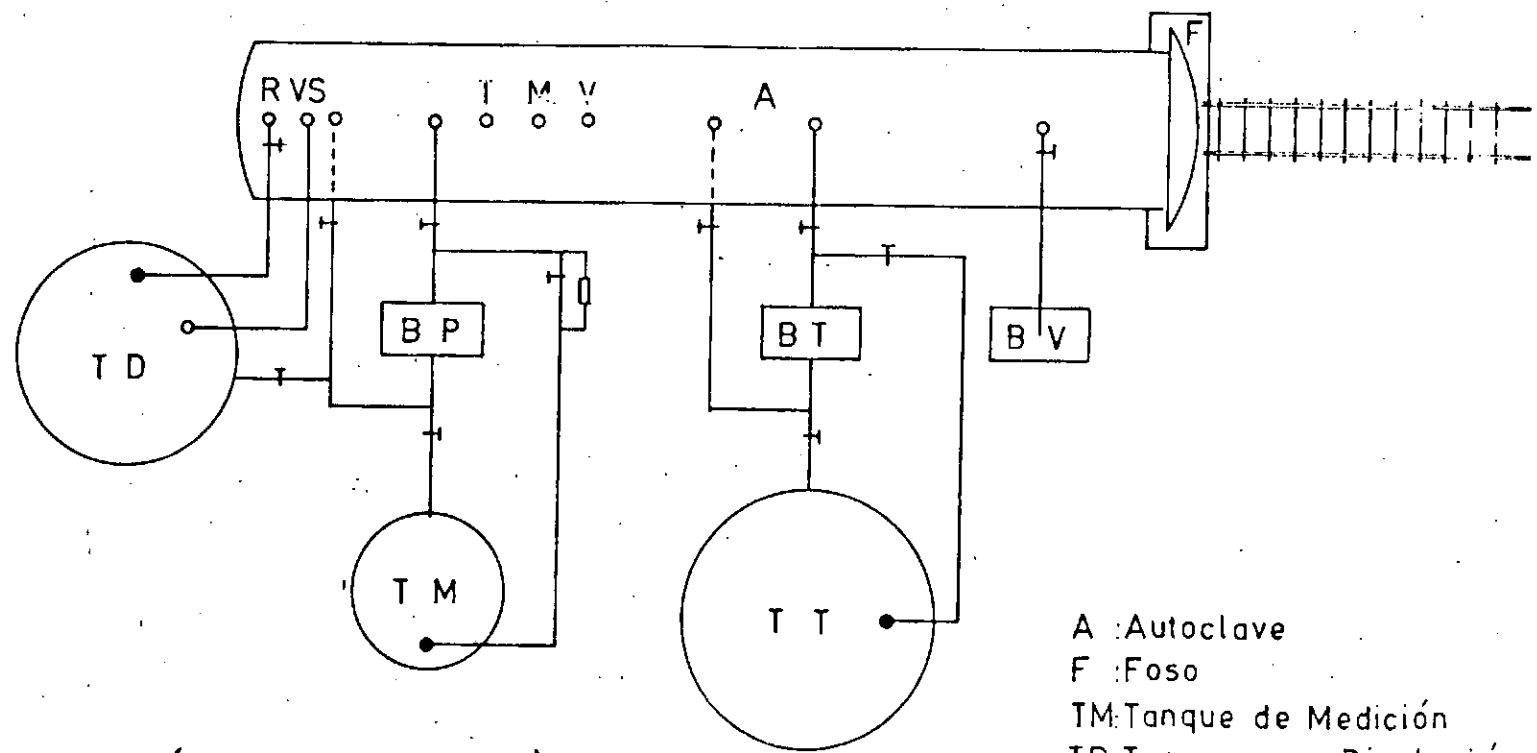 F
R VS T M V A
B P
B T
B V
T D
T M
T T
A :Autoclave
F :Foso
TM:Tanque de Medición